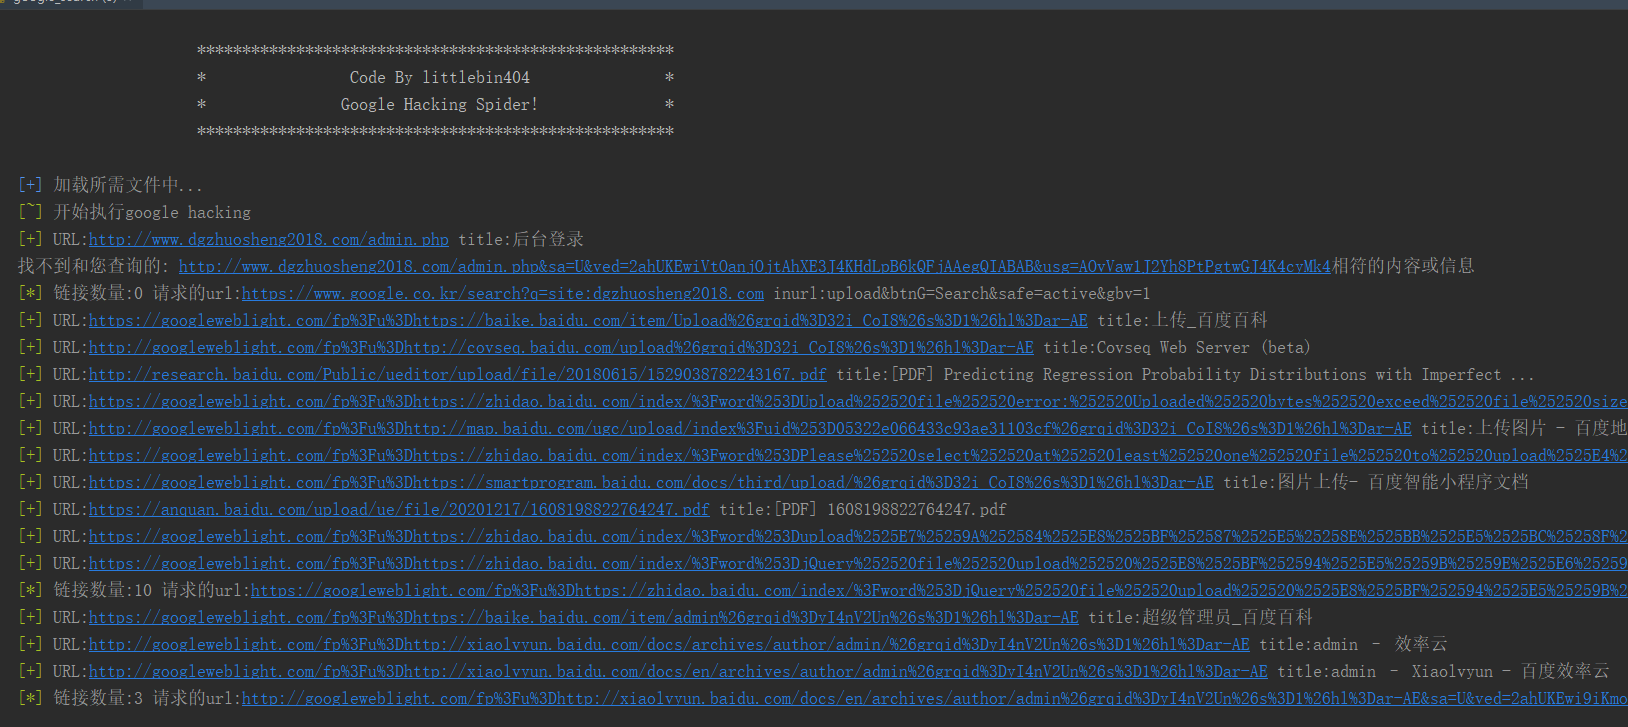 *****************************************************
* Code By littlebin404 *
* Google Hacking Spider! *
*****************************************************
[+] 加载所需文件中...
[~] 开始执行google hacking
[+] URL:http://www.dgzhuosheng2018.com/admin.php title:后台登录
找不到和您查询的: http://www.dgzhuosheng2018.com/admin.php&sa=U&ved=2ahUKEwiVtOanjOjtAhXE3J4KHdLpB6kQFjAAegQIABAB&usg=AOvVaw1J2Yh8PtPgtwGJ4K4cyMk4相符的内容或信息
[*] 链接数量:0 请求的url:https://www.google.co.kr/search?q=site:dgzhuosheng2018.com inurl:upload&btnG=Search&safe=active&gbv=1
[+] URL:https://googleweblight.com/fp%3Fu%3Dhttps://baike.baidu.com/item/Upload%26grqid%3D32i_CoI8%26s%3D1%26hl%3Dar-AE title:上传_百度百科
[+] URL:http://googleweblight.com/fp%3Fu%3Dhttp://covseq.baidu.com/upload%26grqid%3D32i_CoI8%26s%3D1%26hl%3Dar-AE title:Covseq Web Server (beta)
[+] URL:http://research.baidu.com/Public/ueditor/upload/file/20180615/1529038782243167.pdf title:[PDF] Predicting Regression Probability Distributions with Imperfect ...
[+] URL:https://googleweblight.com/fp%3Fu%3Dhttps://zhidao.baidu.com/index/%3Fword%253DUpload%252520file%252520error:%252520Uploaded%252520bytes%252520exceed%252520file%252520size
[+] URL:http://googleweblight.com/fp%3Fu%3Dhttp://map.baidu.com/ugc/upload/index%3Fuid%253D05322e066433c93ae31103cf%26grqid%3D32i_CoI8%26s%3D1%26hl%3Dar-AE title:上传图片 - 百度地
[+] URL:https://googleweblight.com/fp%3Fu%3Dhttps://zhidao.baidu.com/index/%3Fword%253DPlease%252520select%252520at%252520least%252520one%252520file%252520to%252520upload%2525E4%2
[+] URL:https://googleweblight.com/fp%3Fu%3Dhttps://smartprogram.baidu.com/docs/third/upload/%26grqid%3D32i_CoI8%26s%3D1%26hl%3Dar-AE title:图片上传- 百度智能小程序文档
[+] URL:https://anquan.baidu.com/upload/ue/file/20201217/1608198822764247.pdf title:[PDF] 1608198822764247.pdf
[+] URL:https://googleweblight.com/fp%3Fu%3Dhttps://zhidao.baidu.com/index/%3Fword%253Dupload%2525E7%25259A%252584%2525E8%2525BF%252587%2525E5%25258E%2525BB%2525E5%2525BC%25258F%2
[+] URL:https://googleweblight.com/fp%3Fu%3Dhttps://zhidao.baidu.com/index/%3Fword%253DjQuery%252520file%252520upload%252520%2525E8%2525BF%252594%2525E5%25259B%25259E%2525E6%25259
[*] 链接数量:10 请求的url:https://googleweblight.com/fp%3Fu%3Dhttps://zhidao.baidu.com/index/%3Fword%253DjQuery%252520file%252520upload%252520%2525E8%2525BF%252594%2525E5%25259B%2
[+] URL:https://googleweblight.com/fp%3Fu%3Dhttps://baike.baidu.com/item/admin%26grqid%3DyI4nV2Un%26s%3D1%26hl%3Dar-AE title:超级管理员_百度百科
[+] URL:http://googleweblight.com/fp%3Fu%3Dhttp://xiaolvyun.baidu.com/docs/archives/author/admin/%26grqid%3DyI4nV2Un%26s%3D1%26hl%3Dar-AE title:admin – 效率云
[+] URL:http://googleweblight.com/fp%3Fu%3Dhttp://xiaolvyun.baidu.com/docs/en/archives/author/admin%26grqid%3DyI4nV2Un%26s%3D1%26hl%3Dar-AE title:admin – Xiaolvyun - 百度效率云
[*] 链接数量:3 请求的url:http://googleweblight.com/fp%3Fu%3Dhttp://xiaolvyun.baidu.com/docs/en/archives/author/admin%26grqid%3DyI4nV2Un%26s%3D1%26hl%3Dar-AE&sa=U&ved=2ahUKEwi9iKmo